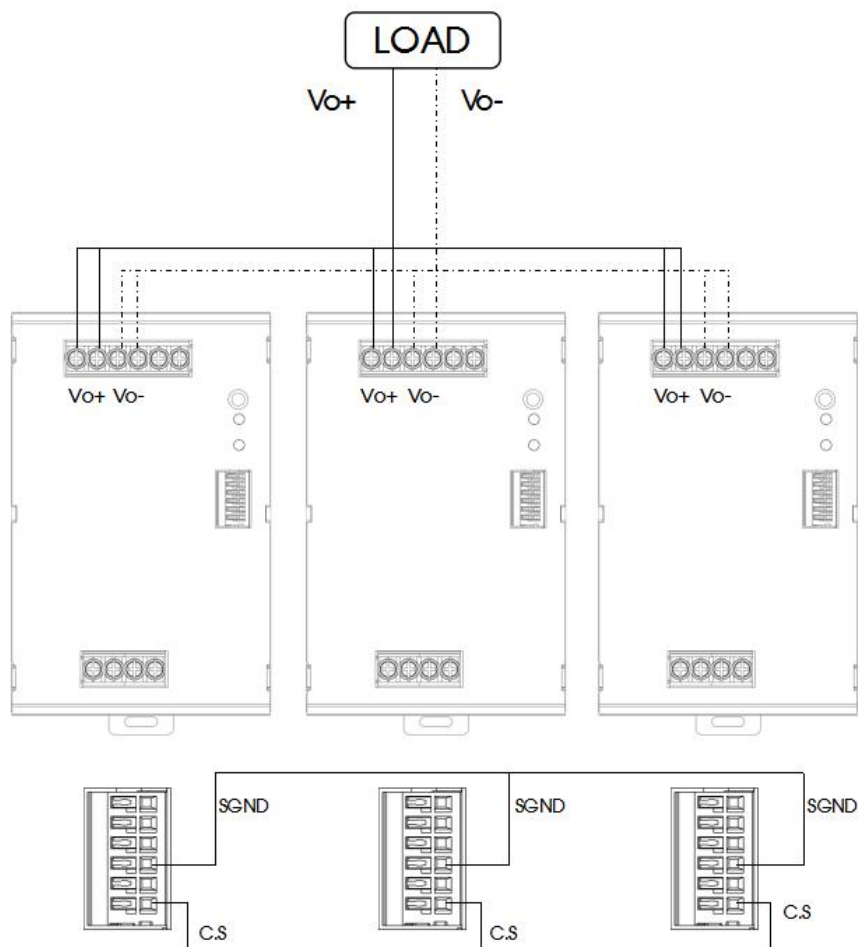 LOAD
Vo+ Vo-
Vo+ Vo- Vo+ Vo- Vo+ Vo-
SGND SGND SGND
C.S C.S C.S